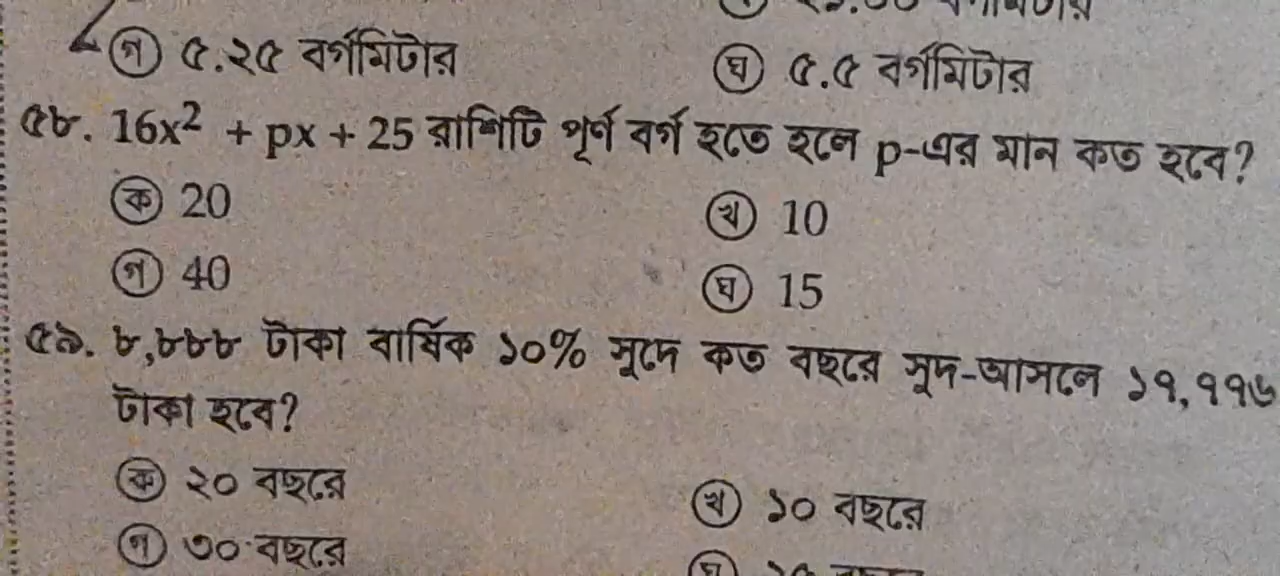 গ ৫.২৫ বর্গমিটার
ঘ ৫.৫ বর্গমিটার
৫৮. 16x² + px + 25 রাশিটি পূর্ণ বর্গ হতে হলে p-এর মান কত হবে?
ক 20
খ 10
গ 40
ঘ 15
৫৯. ৮,৮৮৮ টাকা বার্ষিক ১০% সুদে কত বছরে সুদ-আসলে ১৭,৭৭৬
টাকা হবে?
ক ২০ বছরে
খ ১০ বছরে
গ ৩০ বছরে